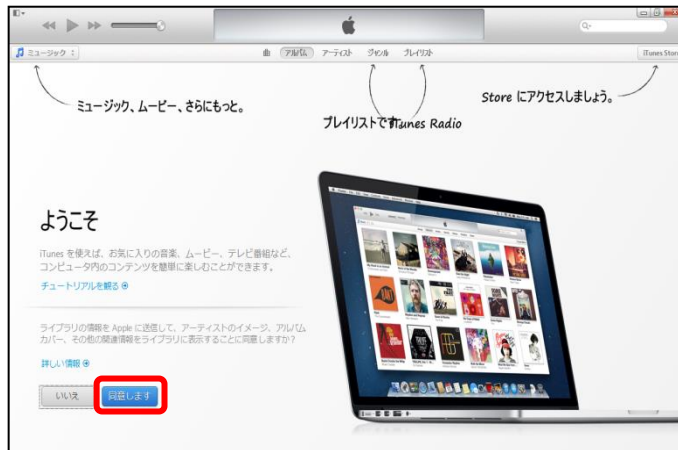 ミュージック
アルバム アーティスト ジャンル プレイリスト
iTunes Store
ミュージック、ムービー、さらにもっと。
プレイリストです。
iTunes Radio
Store にアクセスしましょう。
ようこそ
iTunes を使えば、お気に入りの音楽、ムービー、テレビ番組など、
コンピュータ内のコンテンツを簡単に楽しむことができます。
チュートリアルを観る
ライブラリの情報を Apple に送信して、アーティストのイメージ、アルバム
カバー、その他の関連情報をライブラリに表示することに同意しますか？
詳しい情報
いいえ 同意します